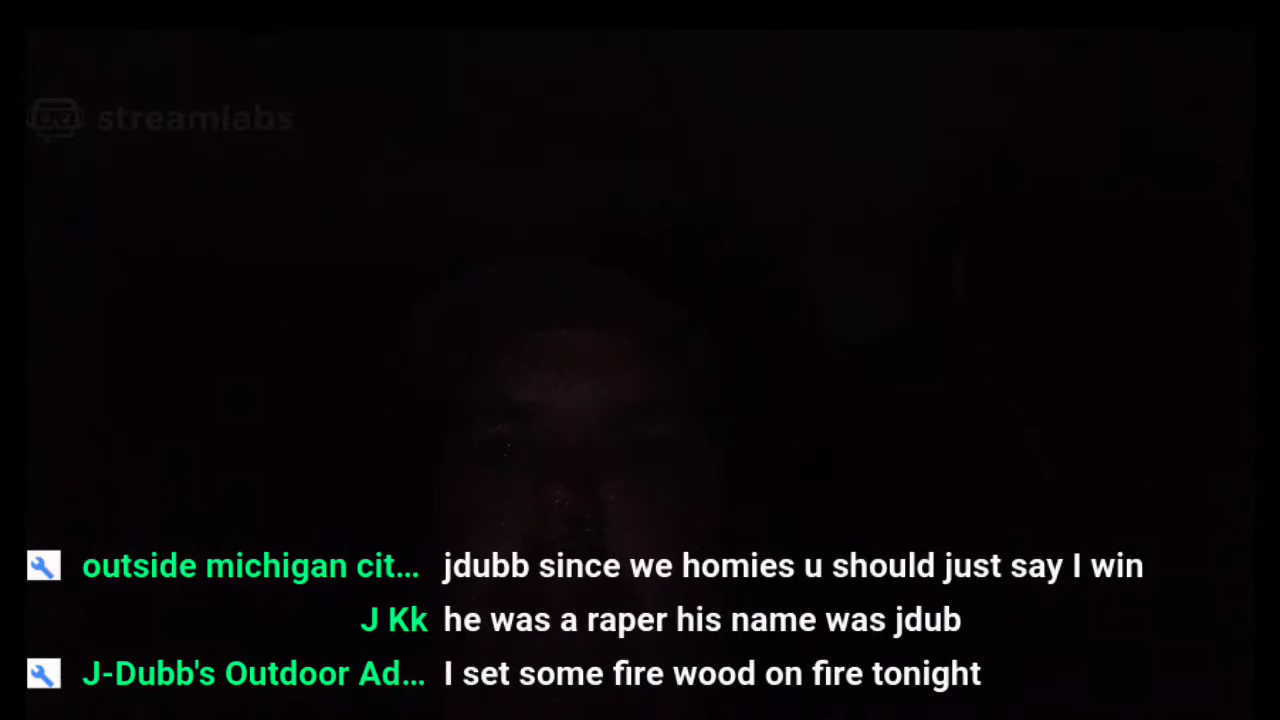 streamlabs
outside michigan cit... jdubb since we homies u should just say I win
J Kk he was a raper his name was jdub
J-Dubb's Outdoor Ad... I set some fire wood on fire tonight